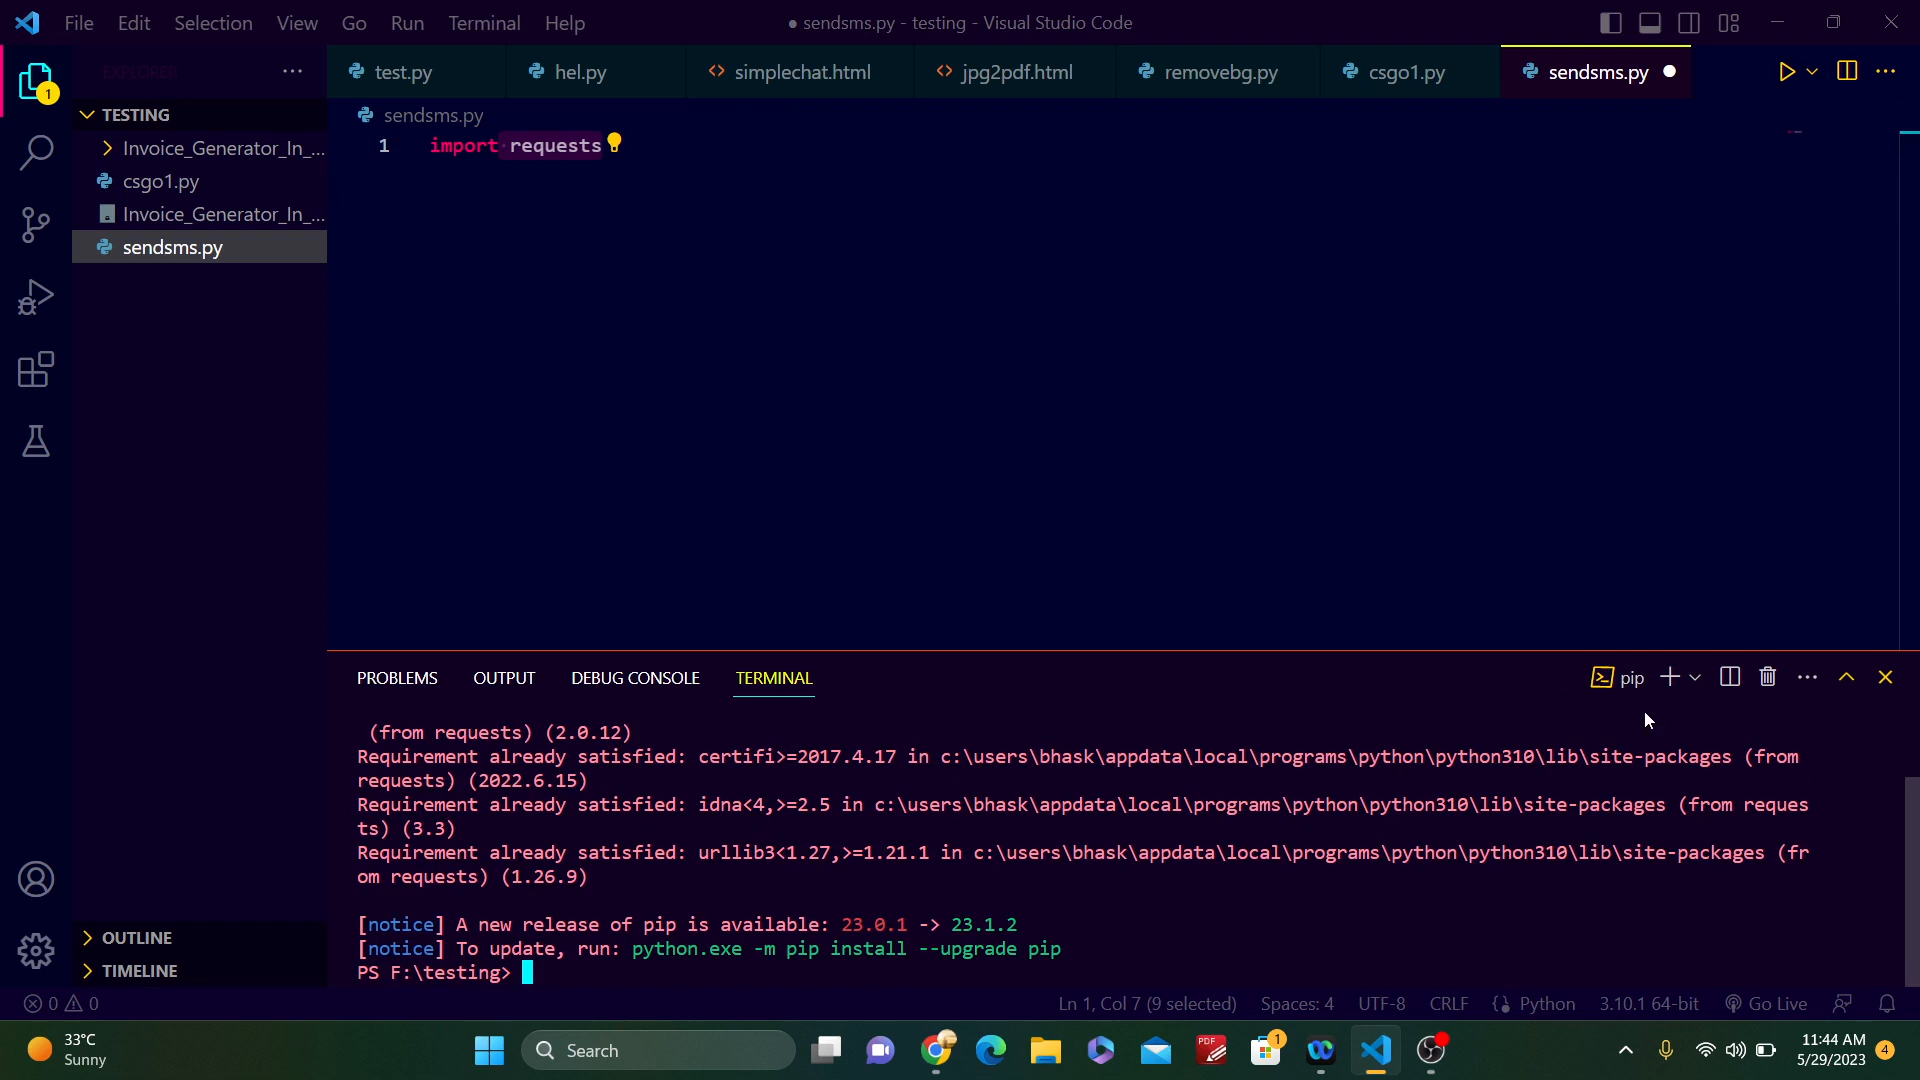 File Edit Selection View Go Run Terminal Help
● sendsms.py - testing - Visual Studio Code
EXPLORER
1
test.py
hel.py
simplechat.html
jpg2pdf.html
removebg.py
csgo1.py
sendsms.py
TESTING
Invoice_Generator_In_...
csgo1.py
Invoice_Generator_In_...
sendsms.py
OUTLINE
TIMELINE
sendsms.py
1 import requests
PROBLEMS OUTPUT DEBUG CONSOLE TERMINAL
pip
(from requests) (2.0.12)
Requirement already satisfied: certifi>=2017.4.17 in c:\users\bhask\appdata\local\programs\python\python310\lib\site-packages (from
requests) (2022.6.15)
Requirement already satisfied: idna<4,>=2.5 in c:\users\bhask\appdata\local\programs\python\python310\lib\site-packages (from reques
ts) (3.3)
Requirement already satisfied: urllib3<1.27,>=1.21.1 in c:\users\bhask\appdata\local\programs\python\python310\lib\site-packages (fr
om requests) (1.26.9)
[notice] A new release of pip is available: 23.0.1 -> 23.1.2
[notice] To update, run: python.exe -m pip install --upgrade pip
PS F:\testing>
0 0
Ln 1, Col 7 (9 selected) Spaces: 4 UTF-8 CRLF Python 3.10.1 64-bit Go Live
33°C
Sunny
Search
PDF
1
11:44 AM
5/29/2023
4